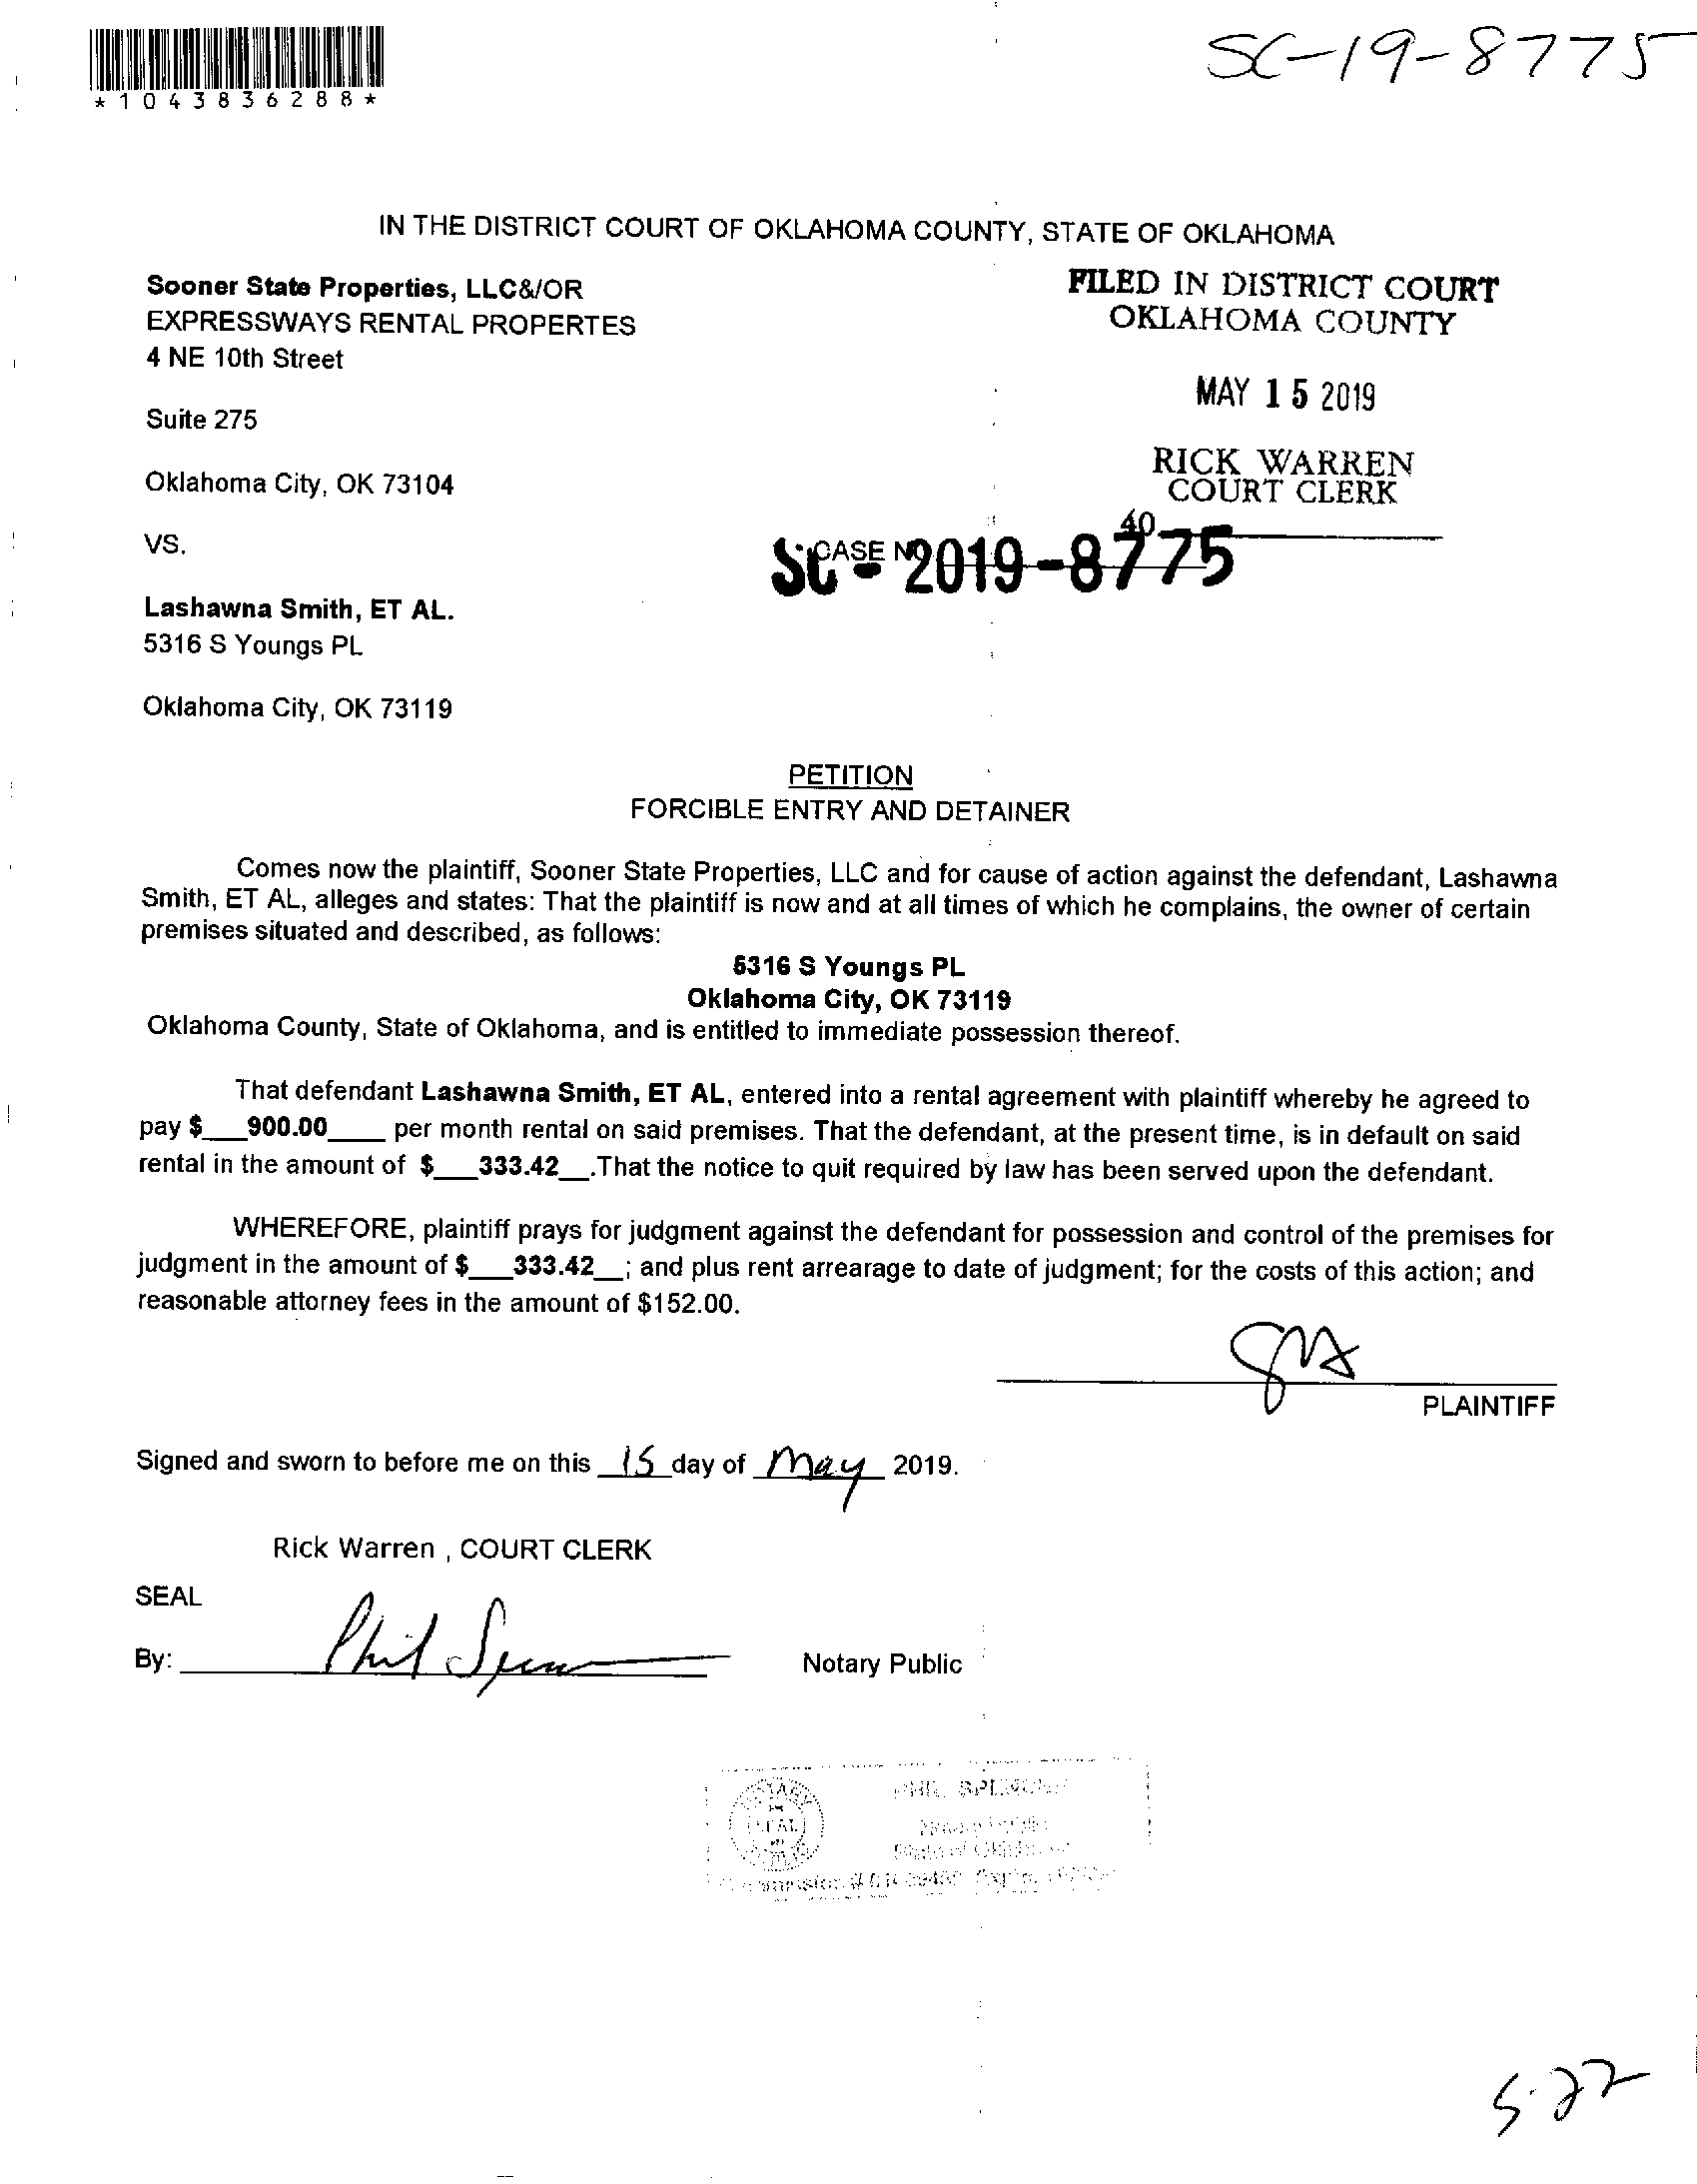 SC-19-8775
*1043836288*
IN THE DISTRICT COURT OF OKLAHOMA COUNTY, STATE OF OKLAHOMA
Sooner State Properties, LLC&/OR
EXPRESSWAYS RENTAL PROPERTES
4 NE 10th Street
Suite 275
Oklahoma City, OK 73104
VS.
Lashawna Smith, ET AL.
5316 S Youngs PL
Oklahoma City, OK 73119
FILED IN DISTRICT COURT
OKLAHOMA COUNTY
MAY 15 2019
RICK WARREN
COURT CLERK
40
CASE NO
SC-2019-8775
PETITION
FORCIBLE ENTRY AND DETAINER
Comes now the plaintiff, Sooner State Properties, LLC and for cause of action against the defendant, Lashawna
Smith, ET AL, alleges and states: That the plaintiff is now and at all times of which he complains, the owner of certain
premises situated and described, as follows:
5316 S Youngs PL
Oklahoma City, OK 73119
Oklahoma County, State of Oklahoma, and is entitled to immediate possession thereof.
That defendant Lashawna Smith, ET AL, entered into a rental agreement with plaintiff whereby he agreed to
pay $___900.00____ per month rental on said premises. That the defendant, at the present time, is in default on said
rental in the amount of $___333.42__.That the notice to quit required by law has been served upon the defendant.
WHEREFORE, plaintiff prays for judgment against the defendant for possession and control of the premises for
judgment in the amount of $___333.42__; and plus rent arrearage to date of judgment; for the costs of this action; and
reasonable attorney fees in the amount of $152.00.
PLAINTIFF
Signed and sworn to before me on this 15 day of May 2019.
Rick Warren , COURT CLERK
SEAL
By: Phil Notary Public
PHIL
State of
5-22